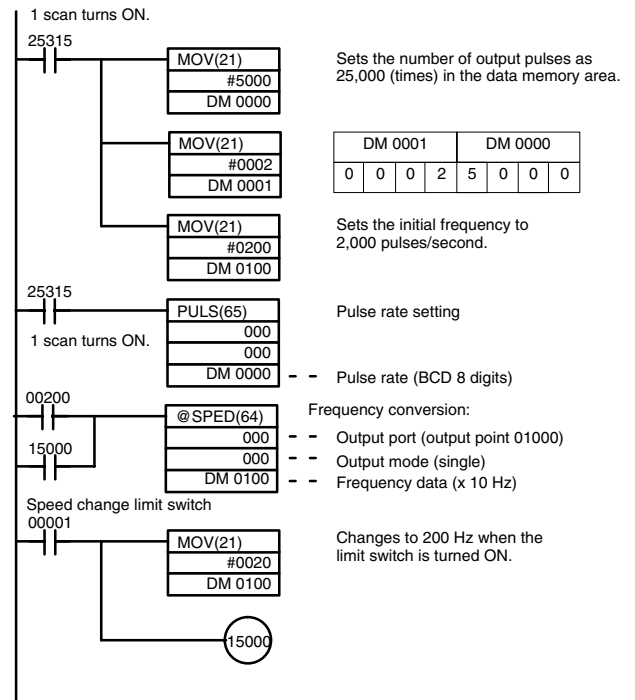 1 scan turns ON.
25315
MOV(21)
#5000
DM 0000
Sets the number of output pulses as
25,000 (times) in the data memory area.
MOV(21)
#0002
DM 0001
DM 0001 DM 0000
0 0 0 2 5 0 0 0
MOV(21)
#0200
DM 0100
Sets the initial frequency to
2,000 pulses/second.
25315
1 scan turns ON.
PULS(65)
000
000
DM 0000
Pulse rate setting
Pulse rate (BCD 8 digits)
00200
15000
@SPED(64)
000
000
DM 0100
Frequency conversion:
Output port (output point 01000)
Output mode (single)
Frequency data (x 10 Hz)
Speed change limit switch
00001
MOV(21)
#0020
DM 0100
Changes to 200 Hz when the
limit switch is turned ON.
15000